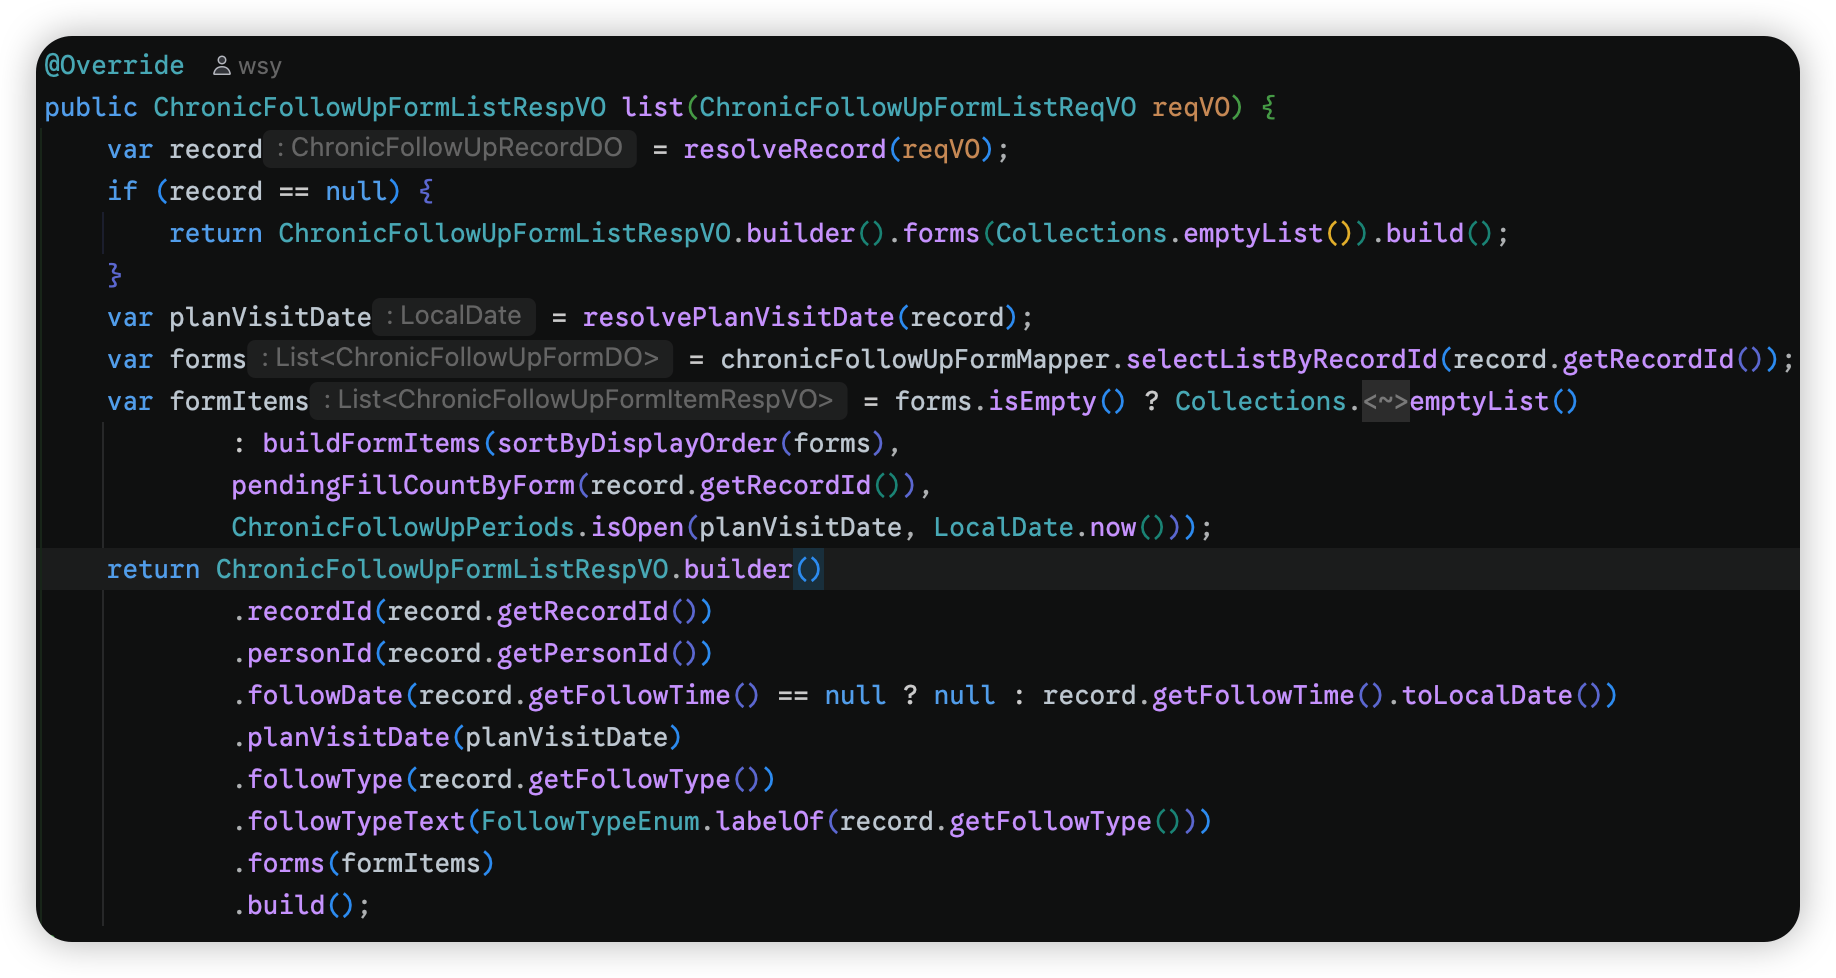 @Override wsy
public ChronicFollowUpFormListRespVO list(ChronicFollowUpFormListReqVO reqVO) {
var record : ChronicFollowUpRecordDO = resolveRecord(reqVO);
if (record == null) {
return ChronicFollowUpFormListRespVO.builder().forms(Collections.emptyList()).build();
}
var planVisitDate : LocalDate = resolvePlanVisitDate(record);
var forms : List<ChronicFollowUpFormDO> = chronicFollowUpFormMapper.selectListByRecordId(record.getRecordId());
var formItems : List<ChronicFollowUpFormItemRespVO> = forms.isEmpty() ? Collections.<~>emptyList()
: buildFormItems(sortByDisplayOrder(forms),
pendingFillCountByForm(record.getRecordId()),
ChronicFollowUpPeriods.isOpen(planVisitDate, LocalDate.now()));
return ChronicFollowUpFormListRespVO.builder()
.recordId(record.getRecordId())
.personId(record.getPersonId())
.followDate(record.getFollowTime() == null ? null : record.getFollowTime().toLocalDate())
.planVisitDate(planVisitDate)
.followType(record.getFollowType())
.followTypeText(FollowTypeEnum.labelOf(record.getFollowType()))
.forms(formItems)
.build();